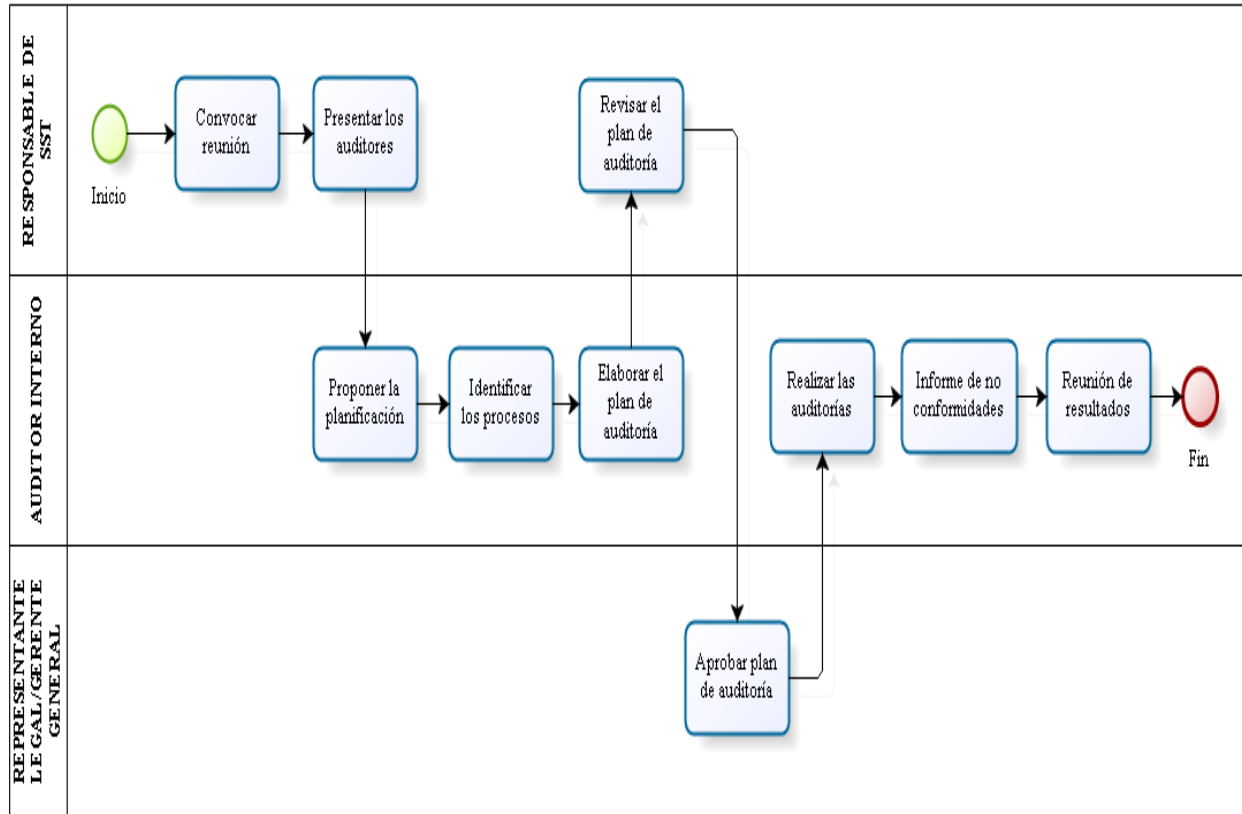 RESPONSABLE DE
SST
Inicio
Convocar
reunión
Presentar los
auditores
Revisar el
plan de
auditoría
AUDITOR INTERNO
Proponer la
planificación
Identificar
los procesos
Elaborar el
plan de
auditoría
Realizar las
auditorías
Informe de no
conformidades
Reunión de
resultados
Fin
REPRESENTANTE
LEGAL/GERENTE
GENERAL
Aprobar plan
de auditoría